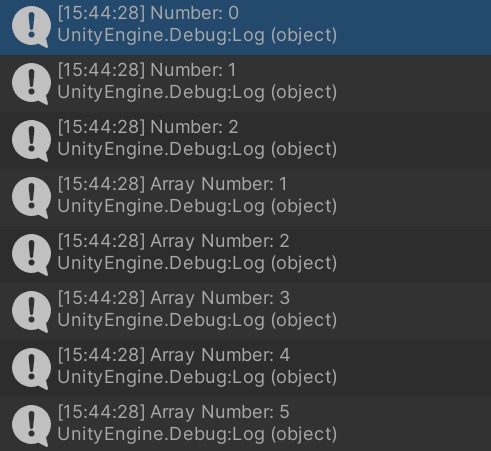 [15:44:28] Number: 0
UnityEngine.Debug:Log (object)
[15:44:28] Number: 1
UnityEngine.Debug:Log (object)
[15:44:28] Number: 2
UnityEngine.Debug:Log (object)
[15:44:28] Array Number: 1
UnityEngine.Debug:Log (object)
[15:44:28] Array Number: 2
UnityEngine.Debug:Log (object)
[15:44:28] Array Number: 3
UnityEngine.Debug:Log (object)
[15:44:28] Array Number: 4
UnityEngine.Debug:Log (object)
[15:44:28] Array Number: 5
UnityEngine.Debug:Log (object)